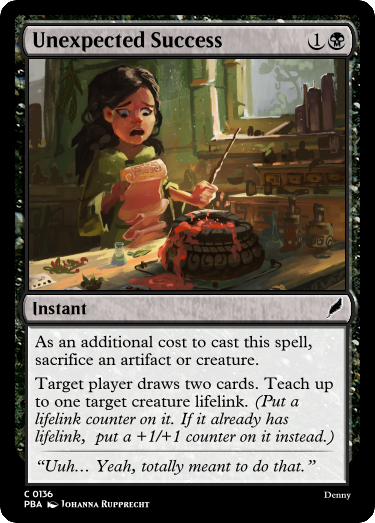 Unexpected Success 1
Instant
As an additional cost to cast this spell,
sacrifice an artifact or creature.
Target player draws two cards. Teach up
to one target creature lifelink. (Put a
lifelink counter on it. If it already has
lifelink,  put a +1/+1 counter on it instead.)
“Uuh… Yeah, totally meant to do that.”
C 0136
PBA Johanna Rupprecht
Denny